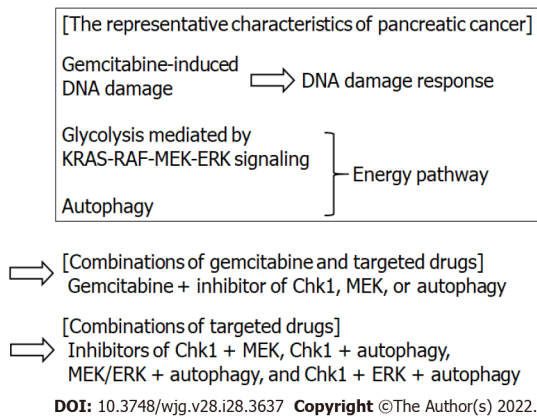 [The representative characteristics of pancreatic cancer]
Gemcitabine-induced
DNA damage
DNA damage response
Glycolysis mediated by
KRAS-RAF-MEK-ERK signaling
Energy pathway
Autophagy
[Combinations of gemcitabine and targeted drugs]
Gemcitabine + inhibitor of Chk1, MEK, or autophagy
[Combinations of targeted drugs]
Inhibitors of Chk1 + MEK, Chk1 + autophagy,
MEK/ERK + autophagy, and Chk1 + ERK + autophagy
DOI: 10.3748/wjg.v28.i28.3637 Copyright ©The Author(s) 2022.